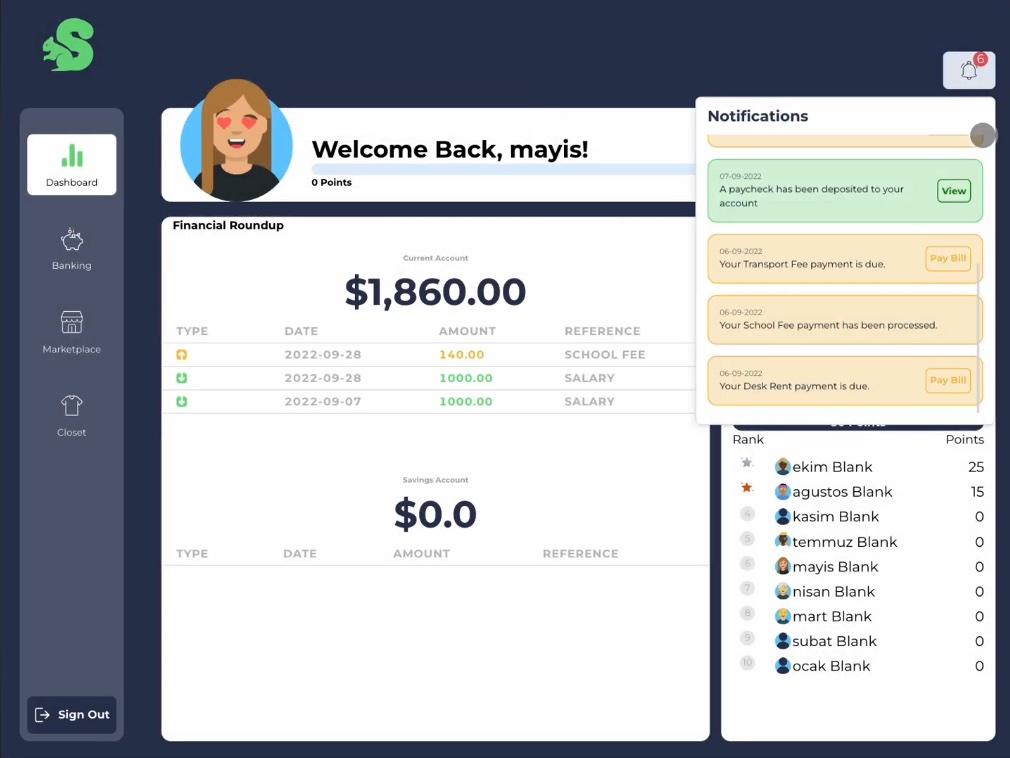 6
Notifications
07-09-2022
A paycheck has been deposited to your
account
View
06-09-2022
Your Transport Fee payment is due.
Pay Bill
06-09-2022
Your School Fee payment has been processed.
06-09-2022
Your Desk Rent payment is due.
Pay Bill
Dashboard
Banking
Marketplace
Closet
Sign Out
Welcome Back, mayis!
0 Points
Financial Roundup
Current Account
$1,860.00
TYPE DATE AMOUNT REFERENCE
2022-09-28 140.00 SCHOOL FEE
2022-09-28 1000.00 SALARY
2022-09-07 1000.00 SALARY
Savings Account
$0.0
TYPE DATE AMOUNT REFERENCE
Rank Points
ekim Blank 25
agustos Blank 15
4 kasim Blank 0
5 temmuz Blank 0
6 mayis Blank 0
7 nisan Blank 0
8 mart Blank 0
9 subat Blank 0
10 ocak Blank 0